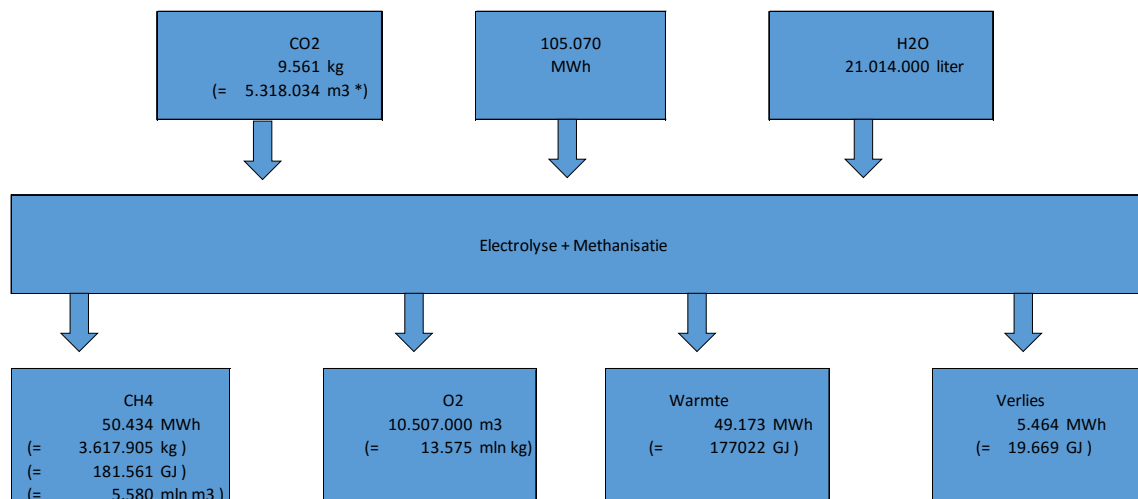 CO2
9.561 kg
(= 5.318.034 m3 *)
105.070
MWh
H2O
21.014.000 liter
Electrolyse + Methanisatie
CH4
50.434 MWh
(= 3.617.905 kg )
(= 181.561 GJ )
(= 5.580 mln m3 )
O2
10.507.000 m3
(= 13.575 mln kg)
Warmte
49.173 MWh
(= 177022 GJ )
Verlies
5.464 MWh
(= 19.669 GJ )